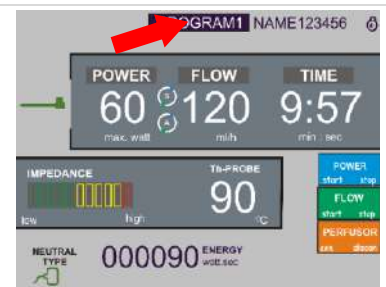 PROGRAM1 NAME123456
POWER FLOW TIME
60 S 120 9:57
A
max. watt ml/h min : sec
IMPEDANCE Th-PROBE
90
low high °C
POWER
start stop
FLOW
start stop
PERFUSOR
NEUTRAL
TYPE
000090 ENERGY
watt.sec